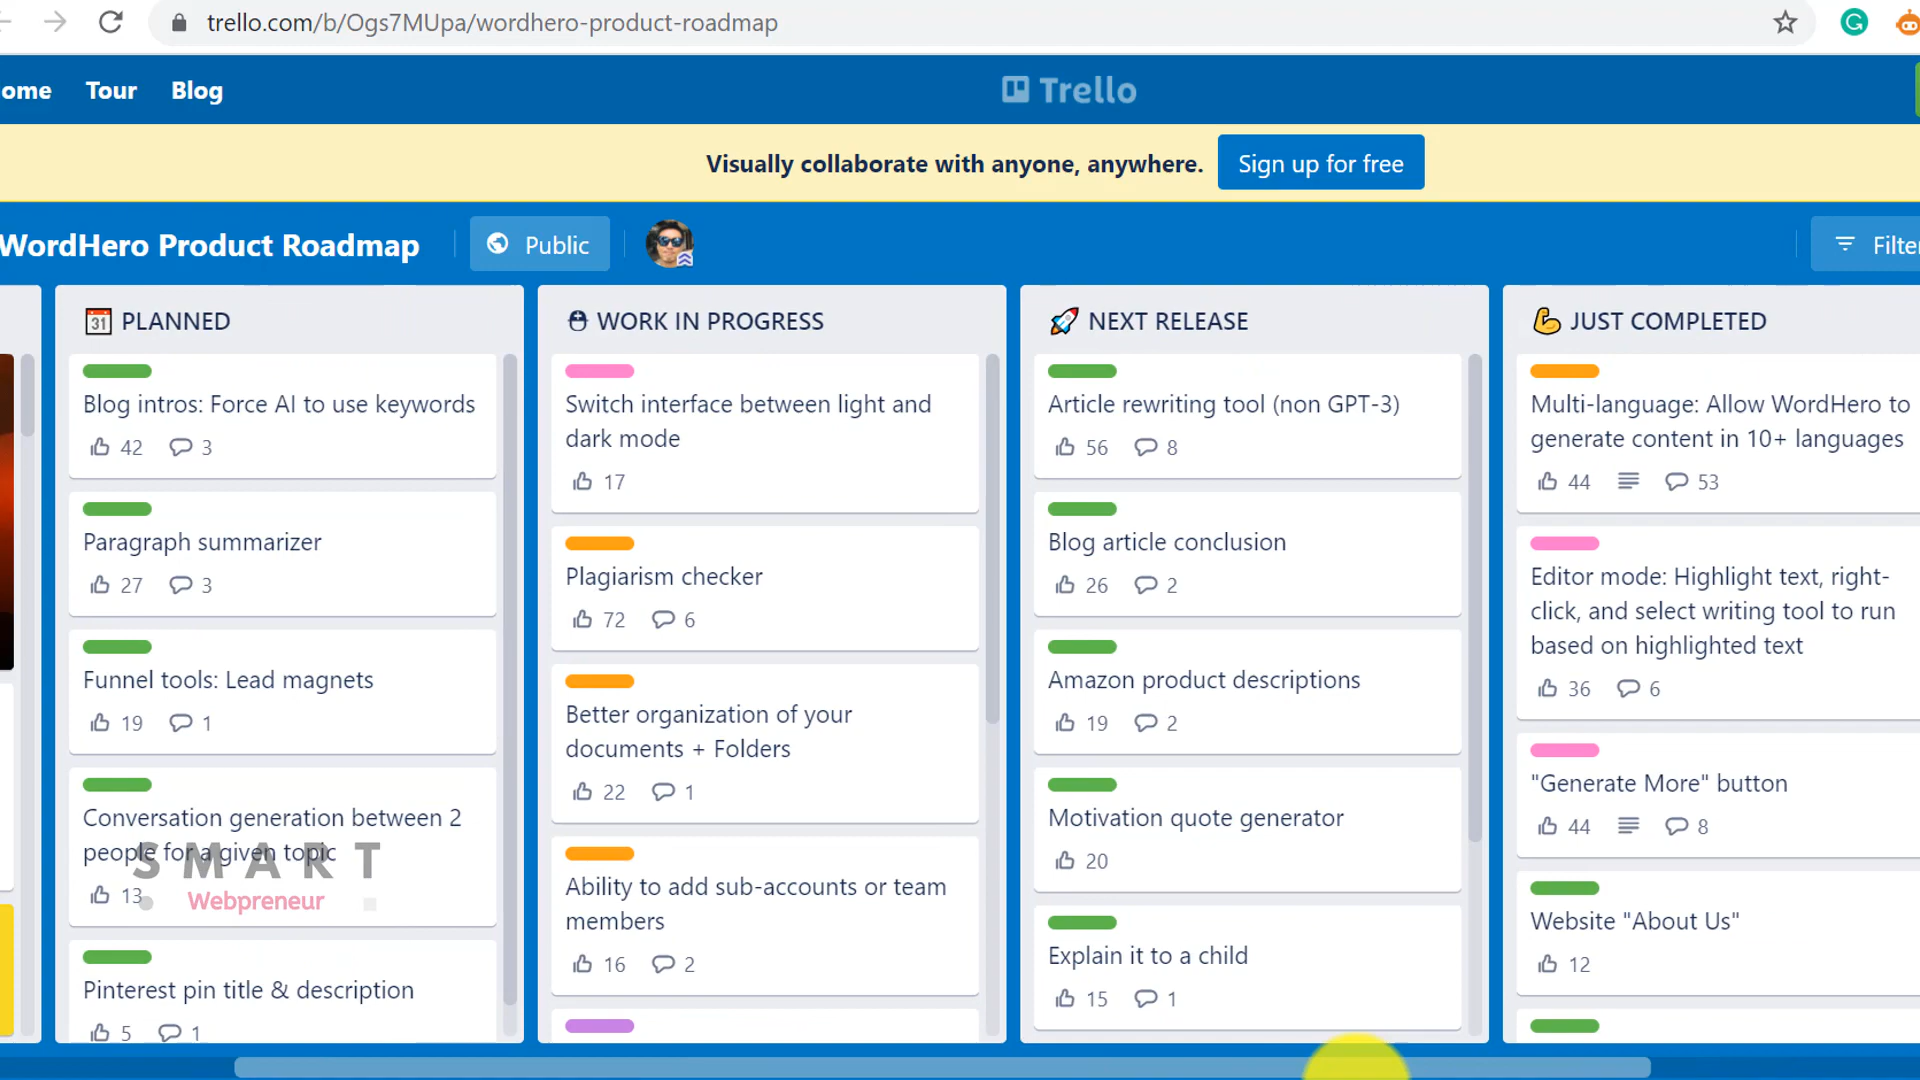 trello.com/b/Ogs7MUpa/wordhero-product-roadmap
ome Tour Blog
Trello
Visually collaborate with anyone, anywhere. Sign up for free
WordHero Product Roadmap Public Filter
31 PLANNED
Blog intros: Force AI to use keywords
42 3
Paragraph summarizer
27 3
Funnel tools: Lead magnets
19 1
Conversation generation between 2
people for a given topic
13
SMART
Webpreneur
Pinterest pin title & description
5 1
WORK IN PROGRESS
Switch interface between light and
dark mode
17
Plagiarism checker
72 6
Better organization of your
documents + Folders
22 1
Ability to add sub-accounts or team
members
16 2
NEXT RELEASE
Article rewriting tool (non GPT-3)
56 8
Blog article conclusion
26 2
Amazon product descriptions
19 2
Motivation quote generator
20
Explain it to a child
15 1
JUST COMPLETED
Multi-language: Allow WordHero to
generate content in 10+ languages
44 53
Editor mode: Highlight text, right-
click, and select writing tool to run
based on highlighted text
36 6
"Generate More" button
44 8
Website "About Us"
12